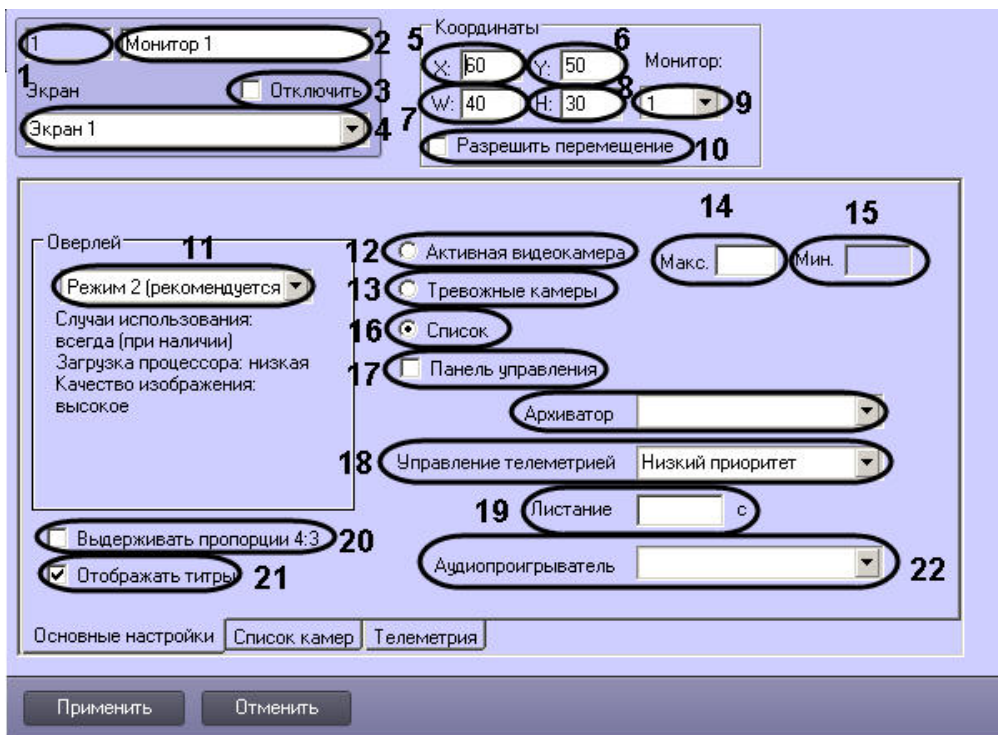 1 Монитор 1 2
1 Экран Отключить 3
Экран 1 4
Координаты
5 X: 60 Y: 50 6 Монитор:
7 W: 40 H: 30 8 1 9
Разрешить перемещение 10
14 15
Оверлей 11
12 Активная видеокамера Макс. Мин.
Режим 2 (рекомендуется
13 Тревожные камеры
Случаи использования:
всегда (при наличии)
Загрузка процессора: низкая
Качество изображения:
высокое
16 Список
17 Панель управления
Архиватор
18 Управление телеметрией Низкий приоритет
19 Листание с
Выдерживать пропорции 4:3 20
Отображать титры 21
Аудиопроигрыватель 22
Основные настройки Список камер Телеметрия
Применить Отменить